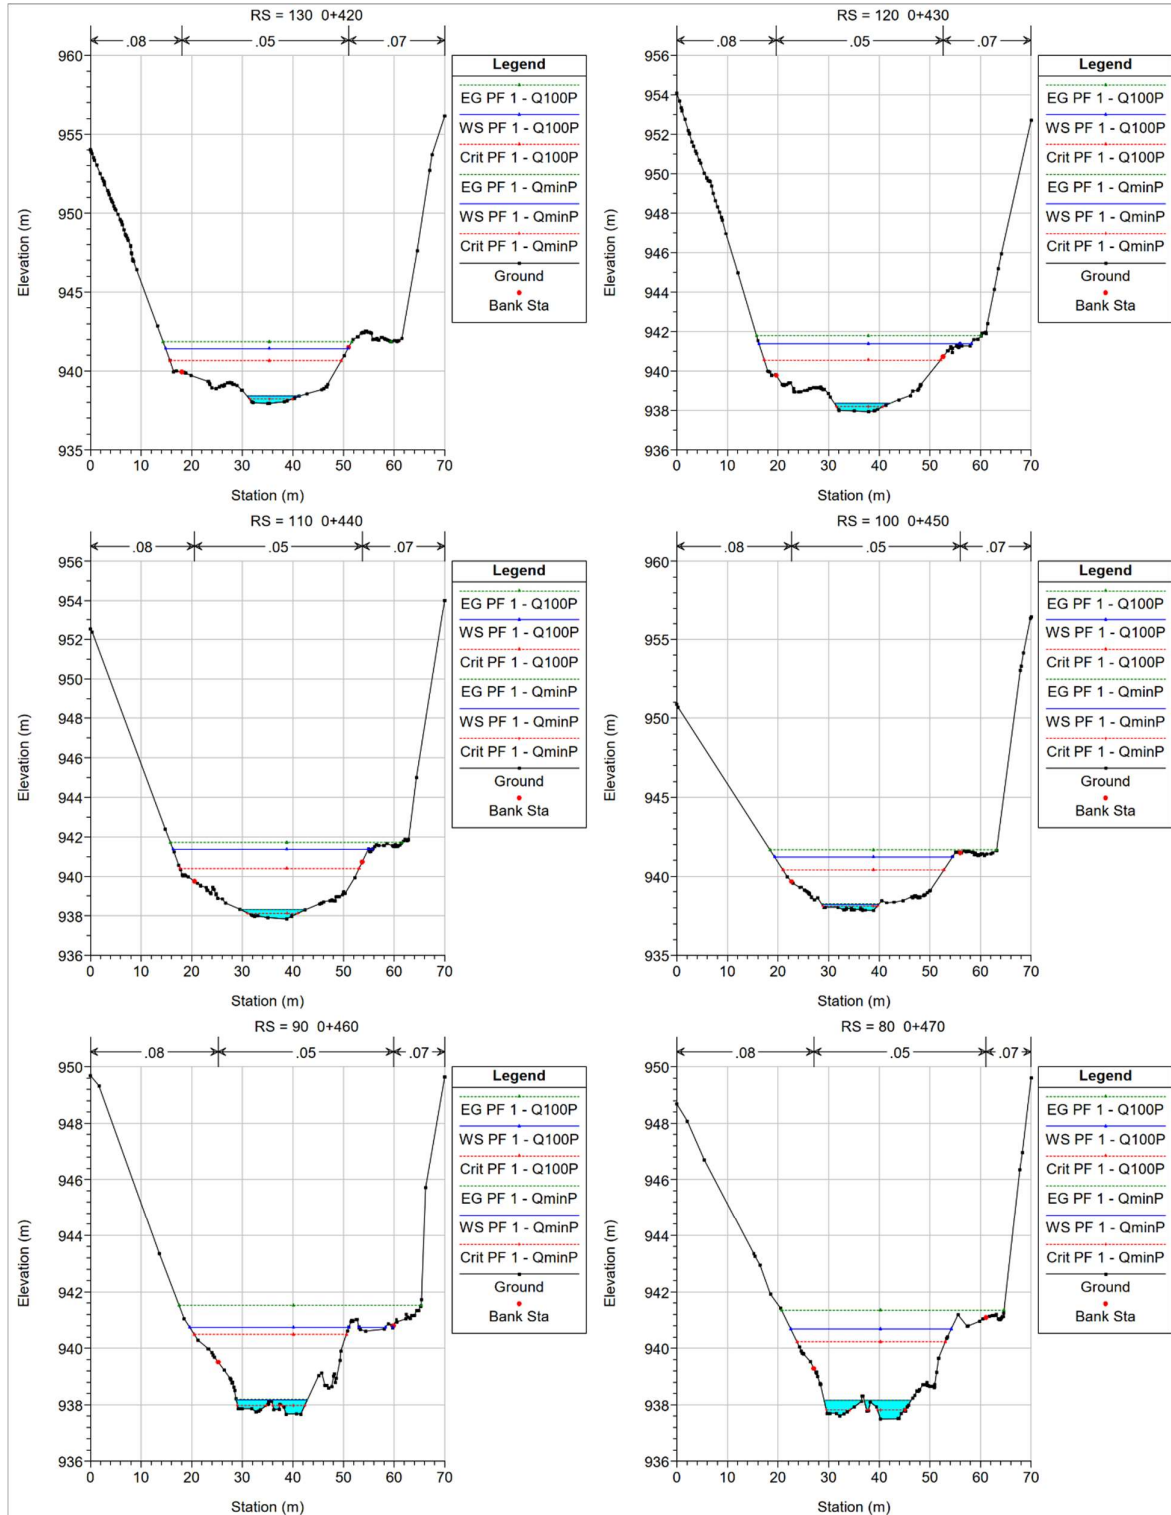 RS = 130 0+420
.08 .05 .07
Elevation (m)
960
955
950
945
940
935
0 10 20 30 40 50 60 70
Station (m)
Legend
EG PF 1 - Q100P
WS PF 1 - Q100P
Crit PF 1 - Q100P
EG PF 1 - QminP
WS PF 1 - QminP
Crit PF 1 - QminP
Ground
Bank Sta
RS = 120 0+430
.08 .05 .07
Elevation (m)
956
954
952
950
948
946
944
942
940
938
936
0 10 20 30 40 50 60 70
Station (m)
Legend
EG PF 1 - Q100P
WS PF 1 - Q100P
Crit PF 1 - Q100P
EG PF 1 - QminP
WS PF 1 - QminP
Crit PF 1 - QminP
Ground
Bank Sta
RS = 110 0+440
.08 .05 .07
Elevation (m)
956
954
952
950
948
946
944
942
940
938
936
0 10 20 30 40 50 60 70
Station (m)
Legend
EG PF 1 - Q100P
WS PF 1 - Q100P
Crit PF 1 - Q100P
EG PF 1 - QminP
WS PF 1 - QminP
Crit PF 1 - QminP
Ground
Bank Sta
RS = 100 0+450
.08 .05 .07
Elevation (m)
960
955
950
945
940
935
0 10 20 30 40 50 60 70
Station (m)
Legend
EG PF 1 - Q100P
WS PF 1 - Q100P
Crit PF 1 - Q100P
EG PF 1 - QminP
WS PF 1 - QminP
Crit PF 1 - QminP
Ground
Bank Sta
RS = 90 0+460
.08 .05 .07
Elevation (m)
950
948
946
944
942
940
938
936
0 10 20 30 40 50 60 70
Station (m)
Legend
EG PF 1 - Q100P
WS PF 1 - Q100P
Crit PF 1 - Q100P
EG PF 1 - QminP
WS PF 1 - QminP
Crit PF 1 - QminP
Ground
Bank Sta
RS = 80 0+470
.08 .05 .07
Elevation (m)
950
948
946
944
942
940
938
936
0 10 20 30 40 50 60 70
Station (m)
Legend
EG PF 1 - Q100P
WS PF 1 - Q100P
Crit PF 1 - Q100P
EG PF 1 - QminP
WS PF 1 - QminP
Crit PF 1 - QminP
Ground
Bank Sta